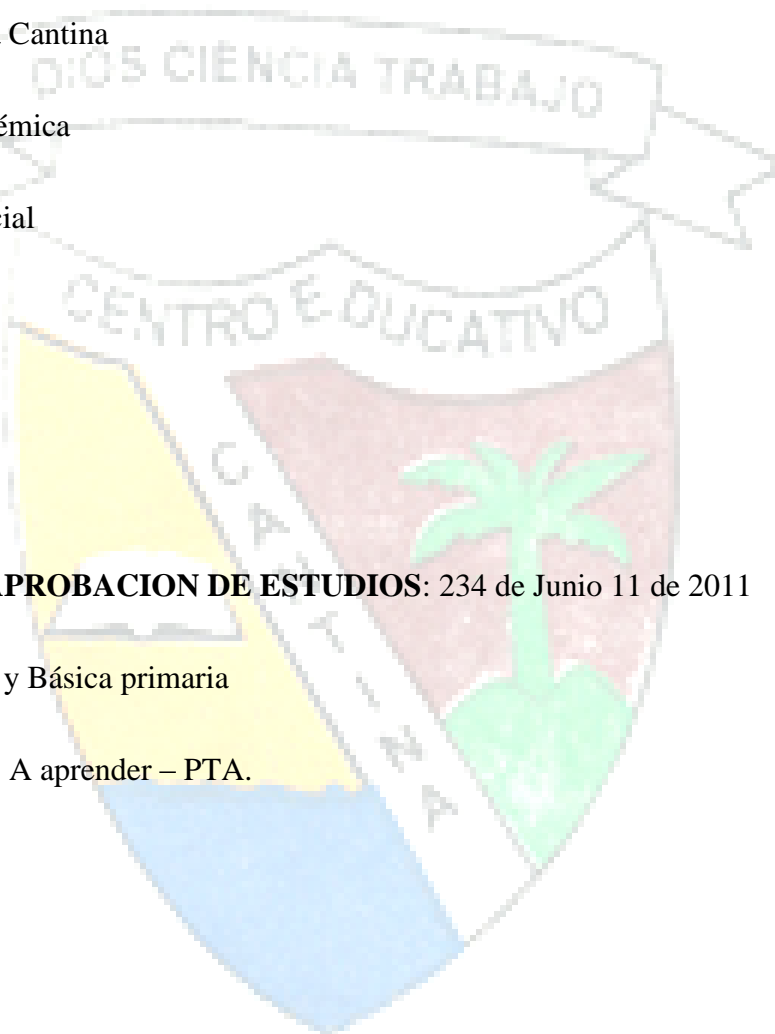 Cantina
DIOS CIENCIA TRABAJO
émica
cial
CENTRO EDUCATIVO
CANTINA
APROBACION DE ESTUDIOS: 234 de Junio 11 de 2011
y Básica primaria
A aprender – PTA.